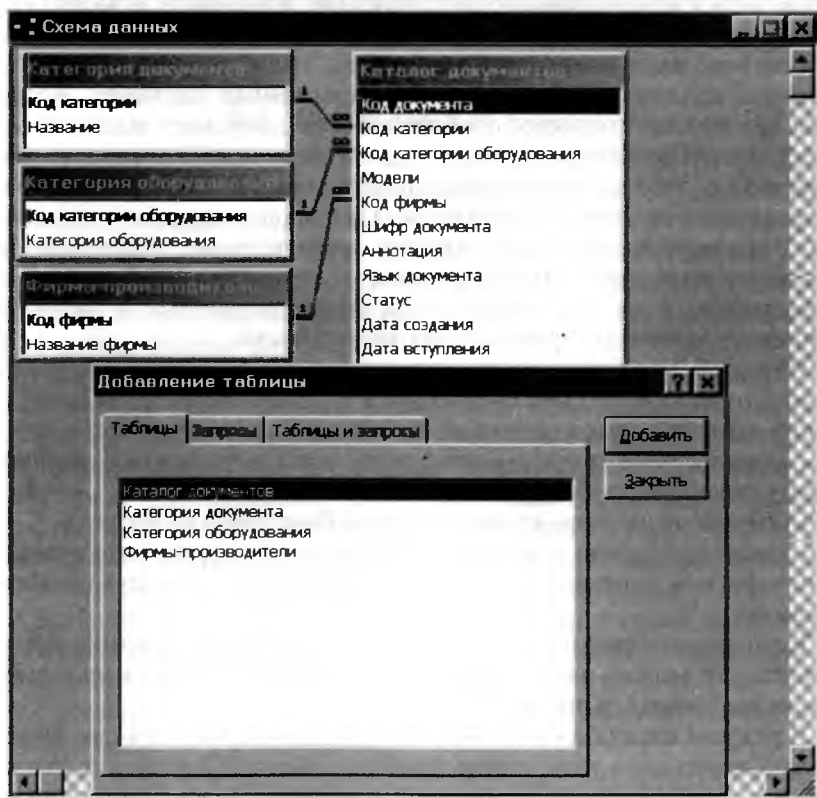 Схема данных
Категория документа
Код категории
Название
Категория оборудования
Код категории оборудования
Категория оборудования
Фирмы-производители
Код фирмы
Название фирмы
1
1
1
∞
∞
∞
Каталог документов
Код документа
Код категории
Код категории оборудования
Модели
Код фирмы
Шифр документа
Аннотация
Язык документа
Статус
Дата создания
Дата вступления
Добавление таблицы
Таблицы Запросы Таблицы и запросы
Добавить
Закрыть
Каталог документов
Категория документа
Категория оборудования
Фирмы-производители